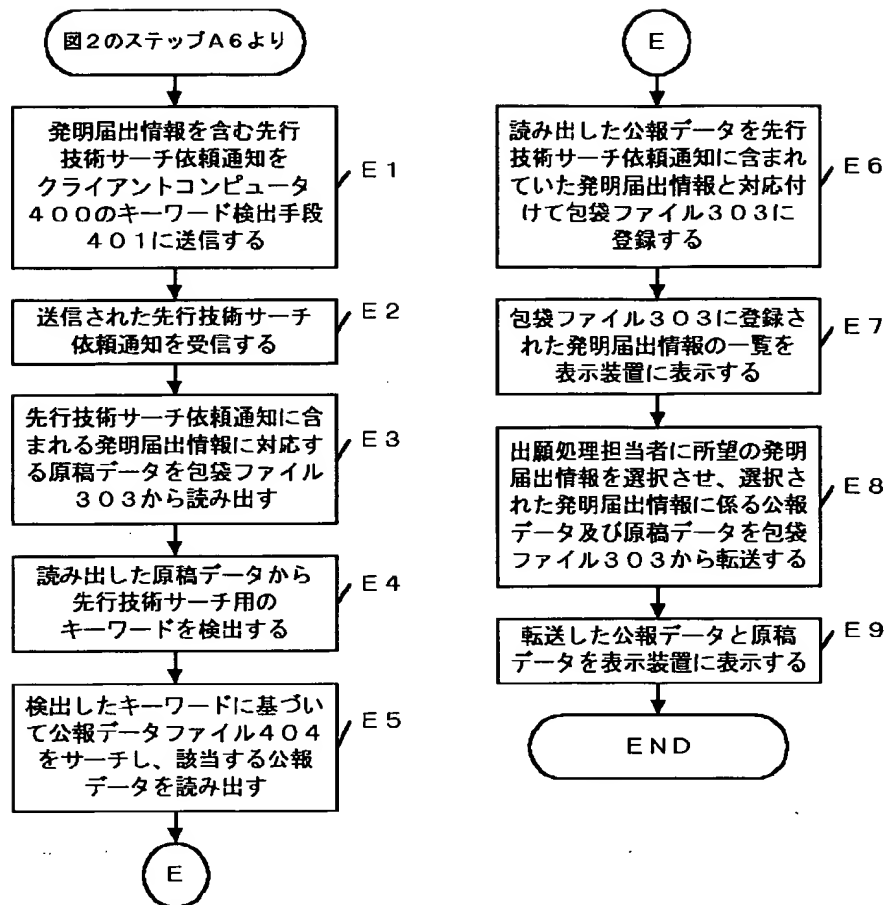 図2のステップA6より
発明届出情報を含む先行
技術サーチ依頼通知を
クライアントコンピュータ
400のキーワード検出手段
401に送信する
E1
送信された先行技術サーチ
依頼通知を受信する
E2
先行技術サーチ依頼通知に含
まれる発明届出情報に対応す
る原稿データを包袋ファイル
303から読み出す
E3
読み出した原稿データから
先行技術サーチ用の
キーワードを検出する
E4
検出したキーワードに基づい
て公報データファイル404
をサーチし、該当する公報
データを読み出す
E5
E
E
読み出した公報データを先行
技術サーチ依頼通知に含まれ
ていた発明届出情報と対応付
けて包袋ファイル303に
登録する
E6
包袋ファイル303に登録さ
れた発明届出情報の一覧を
表示装置に表示する
E7
出願処理担当者に所望の発明
届出情報を選択させ、選択さ
れた発明届出情報に係る公報
データ及び原稿データを包袋
ファイル303から転送する
E8
転送した公報データと原稿
データを表示装置に表示する
E9
END